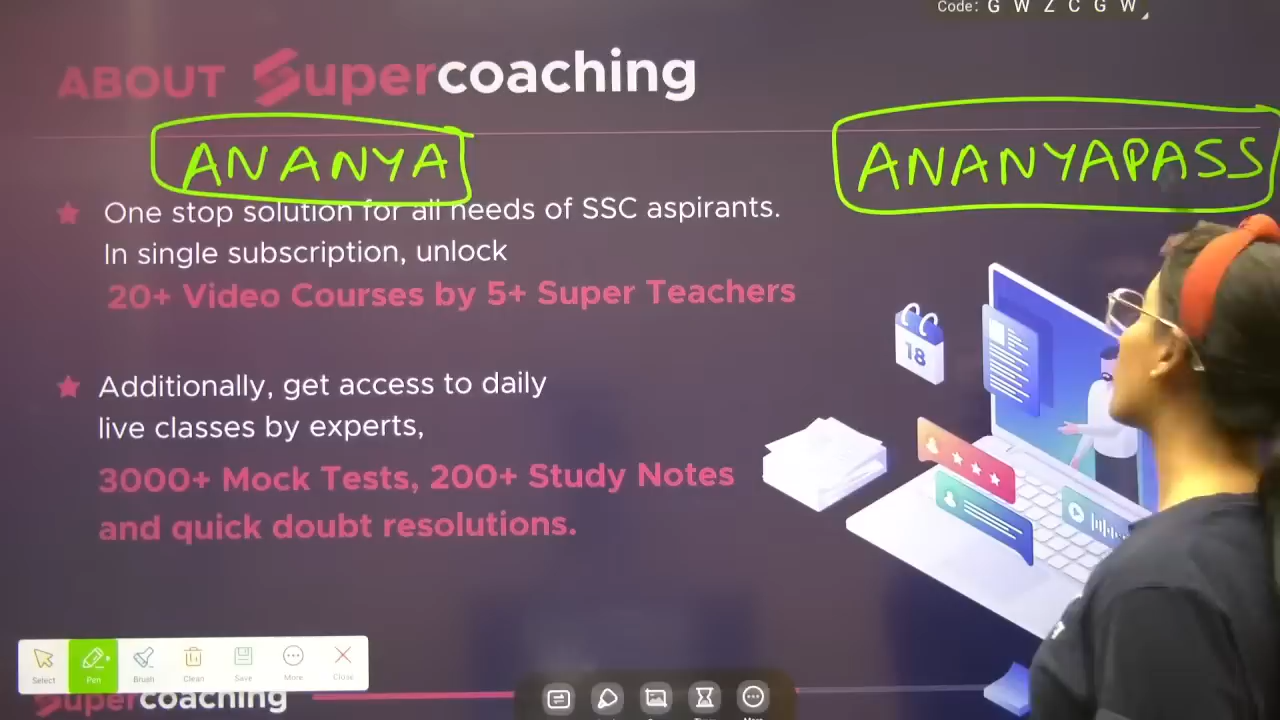 Code: G W Z C G W
ABOUT Supercoaching
ANANYA
ANANYAPASS
One stop solution for all needs of SSC aspirants.
In single subscription, unlock
20+ Video Courses by 5+ Super Teachers
18
Additionally, get access to daily
live classes by experts,
3000+ Mock Tests, 200+ Study Notes
and quick doubt resolutions.
Select Pen Brush Clean Save More Close
Supercoaching